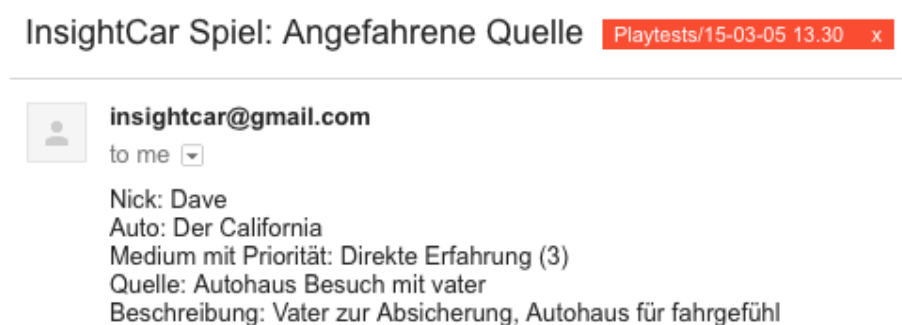 InsightCar Spiel: Angefahrene Quelle Playtests/15-03-05 13.30 x
insightcar@gmail.com
to me
Nick: Dave
Auto: Der California
Medium mit Priorität: Direkte Erfahrung (3)
Quelle: Autohaus Besuch mit vater
Beschreibung: Vater zur Absicherung, Autohaus für fahrgefühl